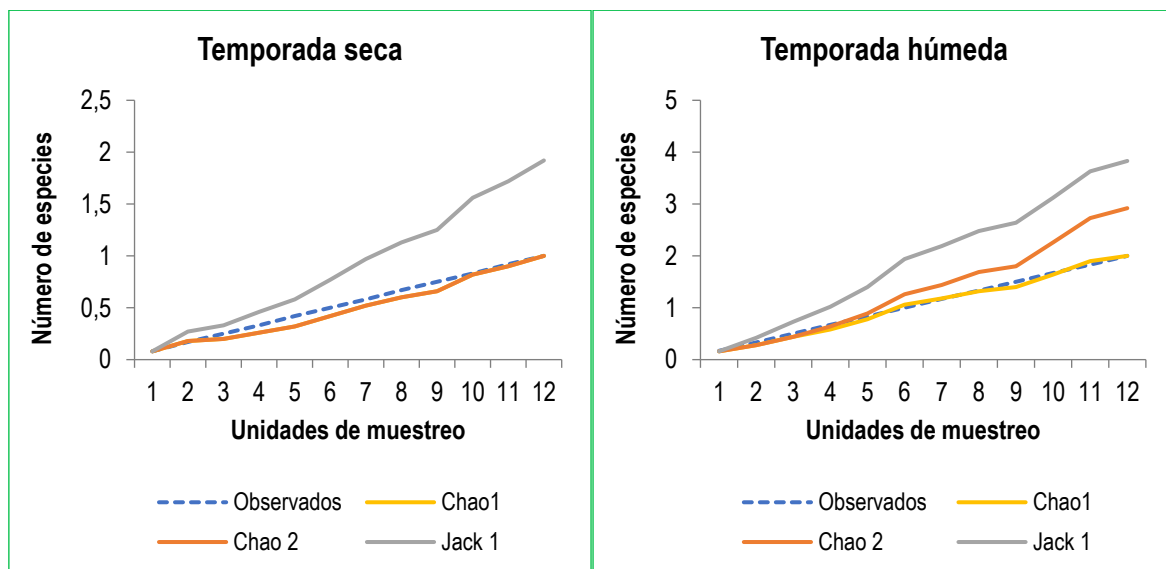 Temporada seca
Número de especies
2,5
2
1,5
1
0,5
0
1 2 3 4 5 6 7 8 9 10 11 12
Unidades de muestreo
Observados Chao1
Chao 2 Jack 1
Temporada húmeda
Número de especies
5
4
3
2
1
0
1 2 3 4 5 6 7 8 9 10 11 12
Unidades de muestreo
Observados Chao1
Chao 2 Jack 1